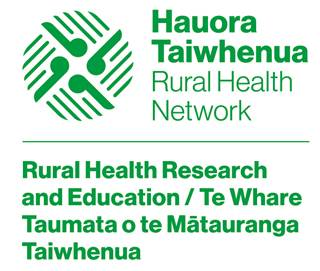 Hauora
Taiwhenua
Rural Health
Network
Rural Health Research
and Education / Te Whare
Taumata o te Mātauranga
Taiwhenua